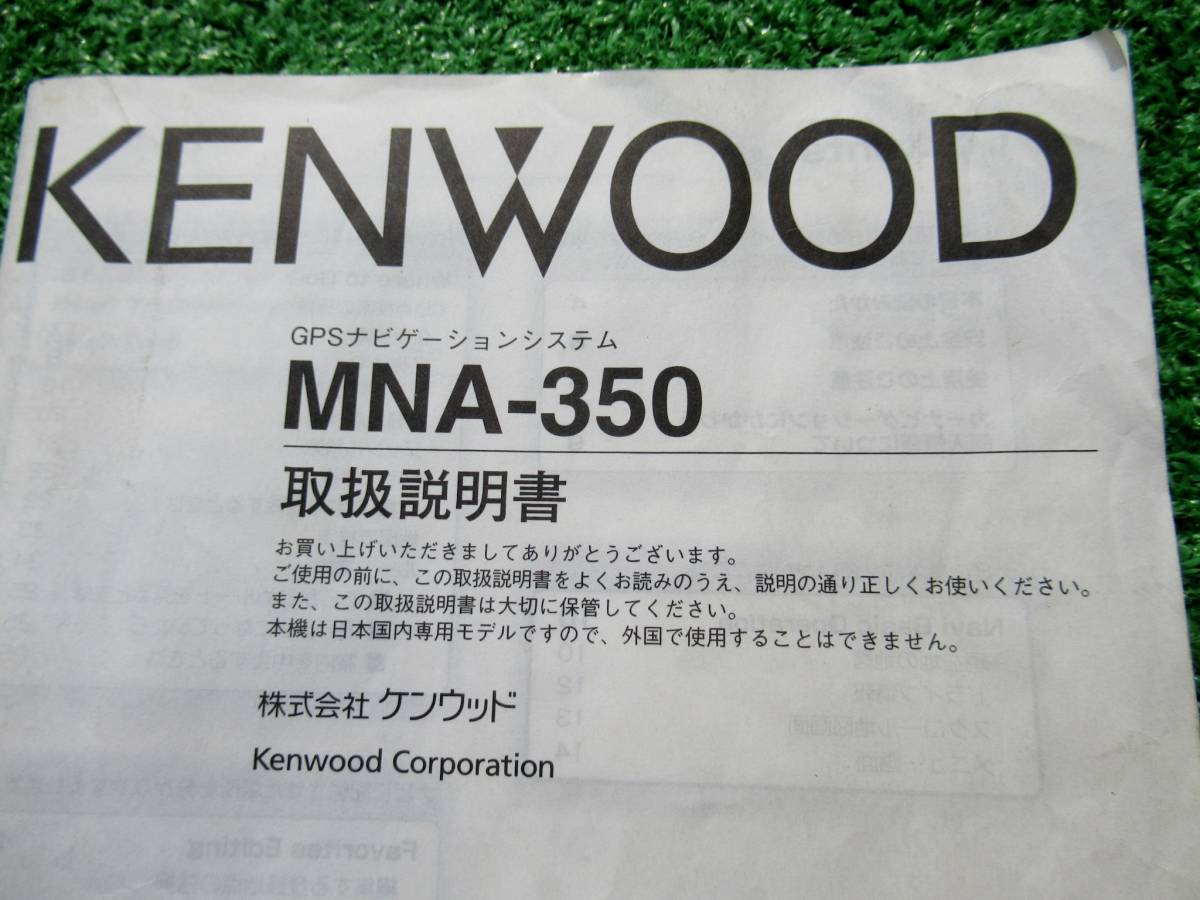 KENWOOD
GPSナビゲーションシステム
MNA-350
取扱説明書
お買い上げいただきましてありがとうございます。
ご使用の前に、この取扱説明書をよくお読みのうえ、説明の通り正しくお使いください。
また、この取扱説明書は大切に保管してください。
本機は日本国内専用モデルですので、外国で使用することはできません。
株式会社 ケンウッド
Kenwood Corporation